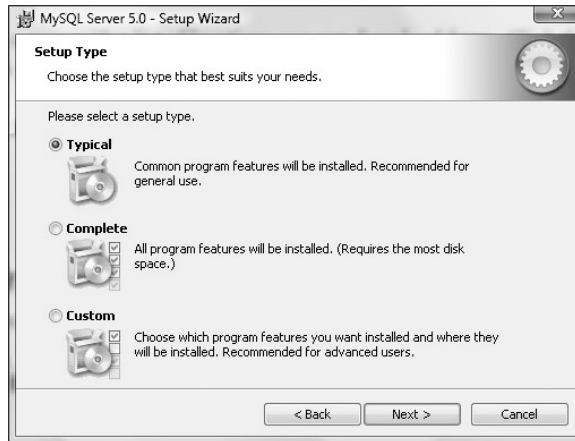 MySQL Server 5.0 - Setup Wizard
Setup Type
Choose the setup type that best suits your needs.
Please select a setup type.
Typical
Common program features will be installed. Recommended for
general use.
Complete
All program features will be installed. (Requires the most disk
space.)
Custom
Choose which program features you want installed and where they
will be installed. Recommended for advanced users.
< Back
Next >
Cancel